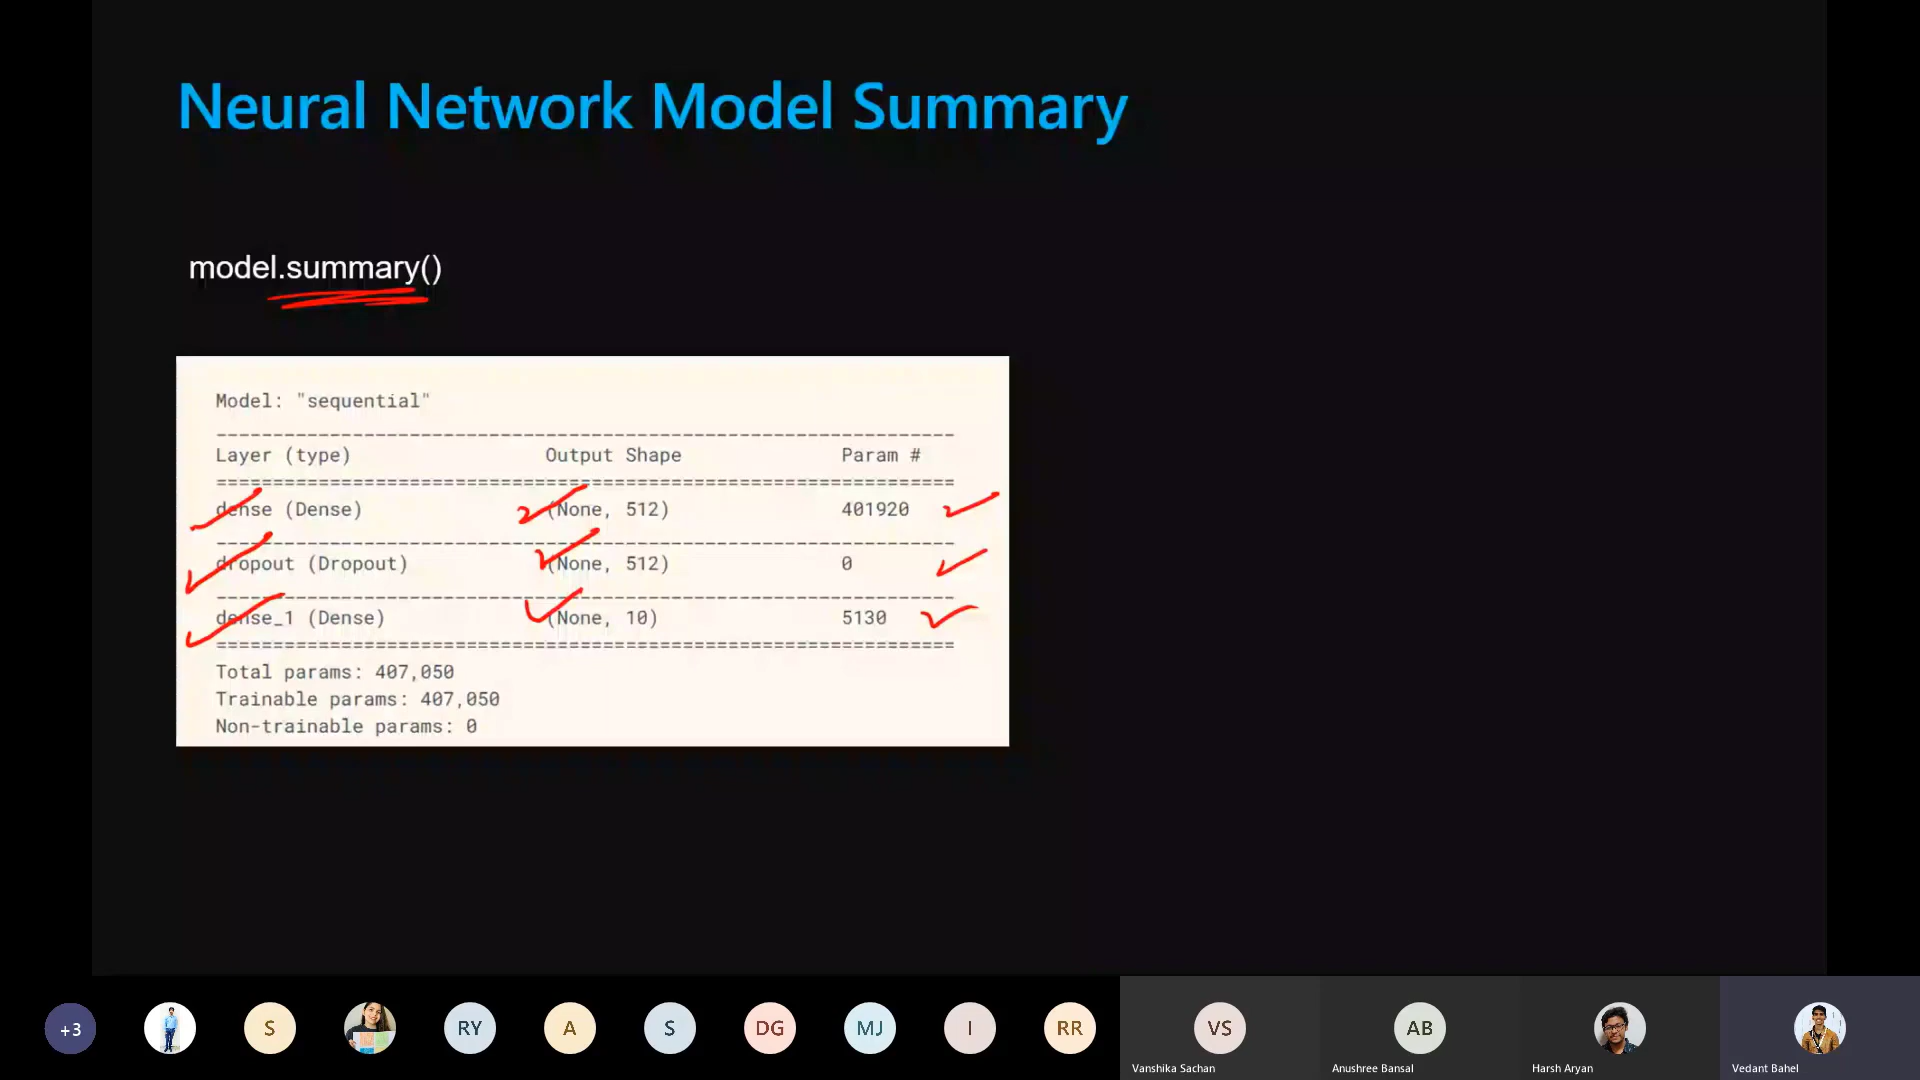 Neural Network Model Summary
model.summary()
Model: "sequential"
Layer (type) Output Shape Param #
dense (Dense) (None, 512) 401920
dropout (Dropout) (None, 512) 0
dense_1 (Dense) (None, 10) 5130
Total params: 407,050
Trainable params: 407,050
Non-trainable params: 0
+3 S RY A S DG MJ I RR VS AB
Vanshika Sachan Anushree Bansal Harsh Aryan Vedant Bahel